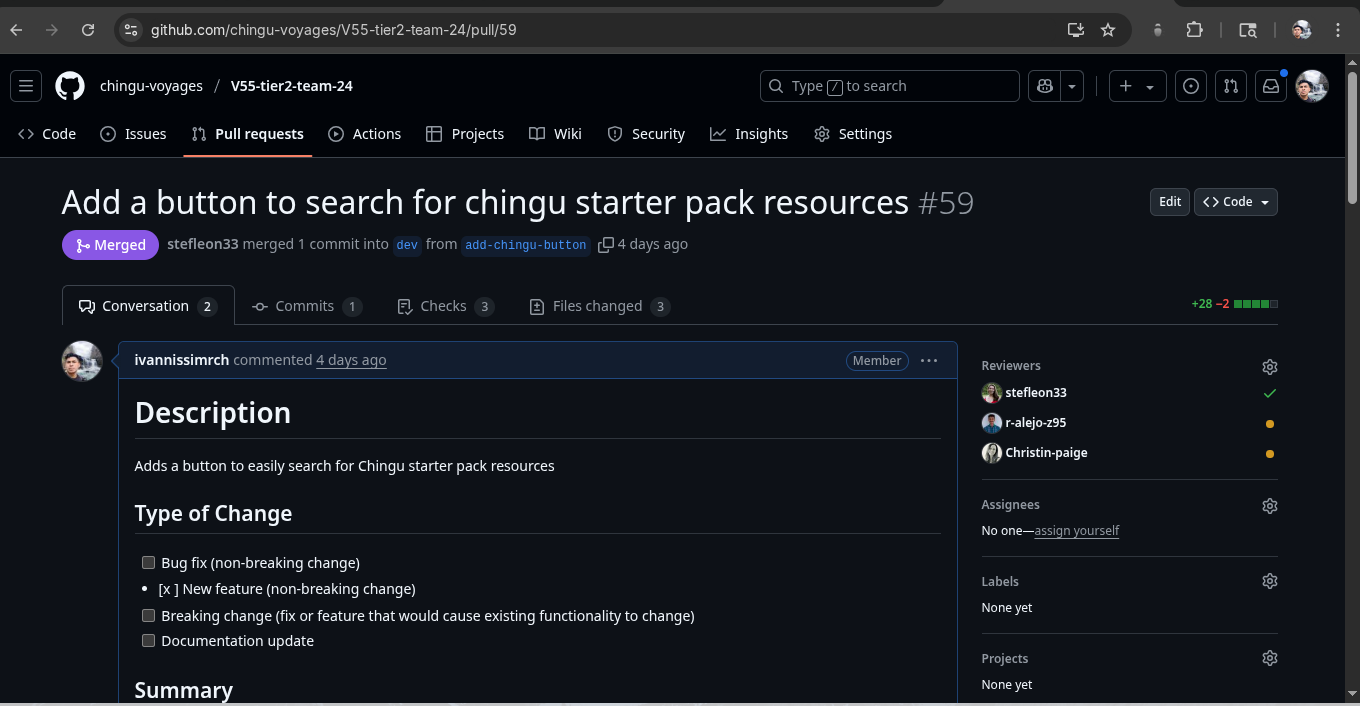 github.com/chingu-voyages/V55-tier2-team-24/pull/59
chingu-voyages / V55-tier2-team-24
Type / to search
Code Issues Pull requests Actions Projects Wiki Security Insights Settings
Add a button to search for chingu starter pack resources #59
Edit
Code
Merged stefleon33 merged 1 commit into dev from add-chingu-button 4 days ago
Conversation 2 Commits 1 Checks 3 Files changed 3
+28 −2
ivannissimrch commented 4 days ago
Member
Description
Adds a button to easily search for Chingu starter pack resources
Type of Change
Bug fix (non-breaking change)
[x ] New feature (non-breaking change)
Breaking change (fix or feature that would cause existing functionality to change)
Documentation update
Summary
Reviewers
stefleon33
r-alejo-z95
Christin-paige
Assignees
No one—assign yourself
Labels
None yet
Projects
None yet